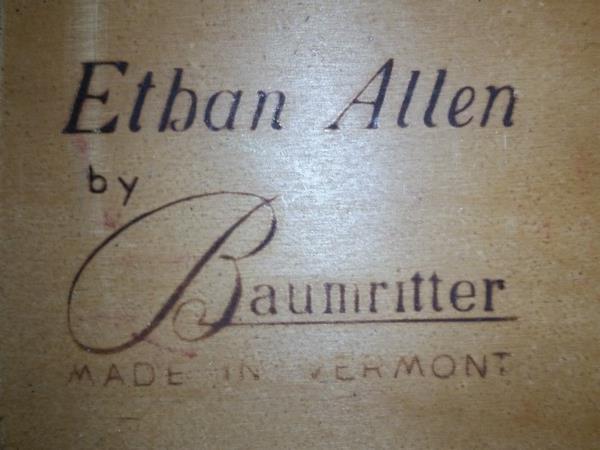 Ethan Allen
by
Baumritter
MADE IN VERMONT